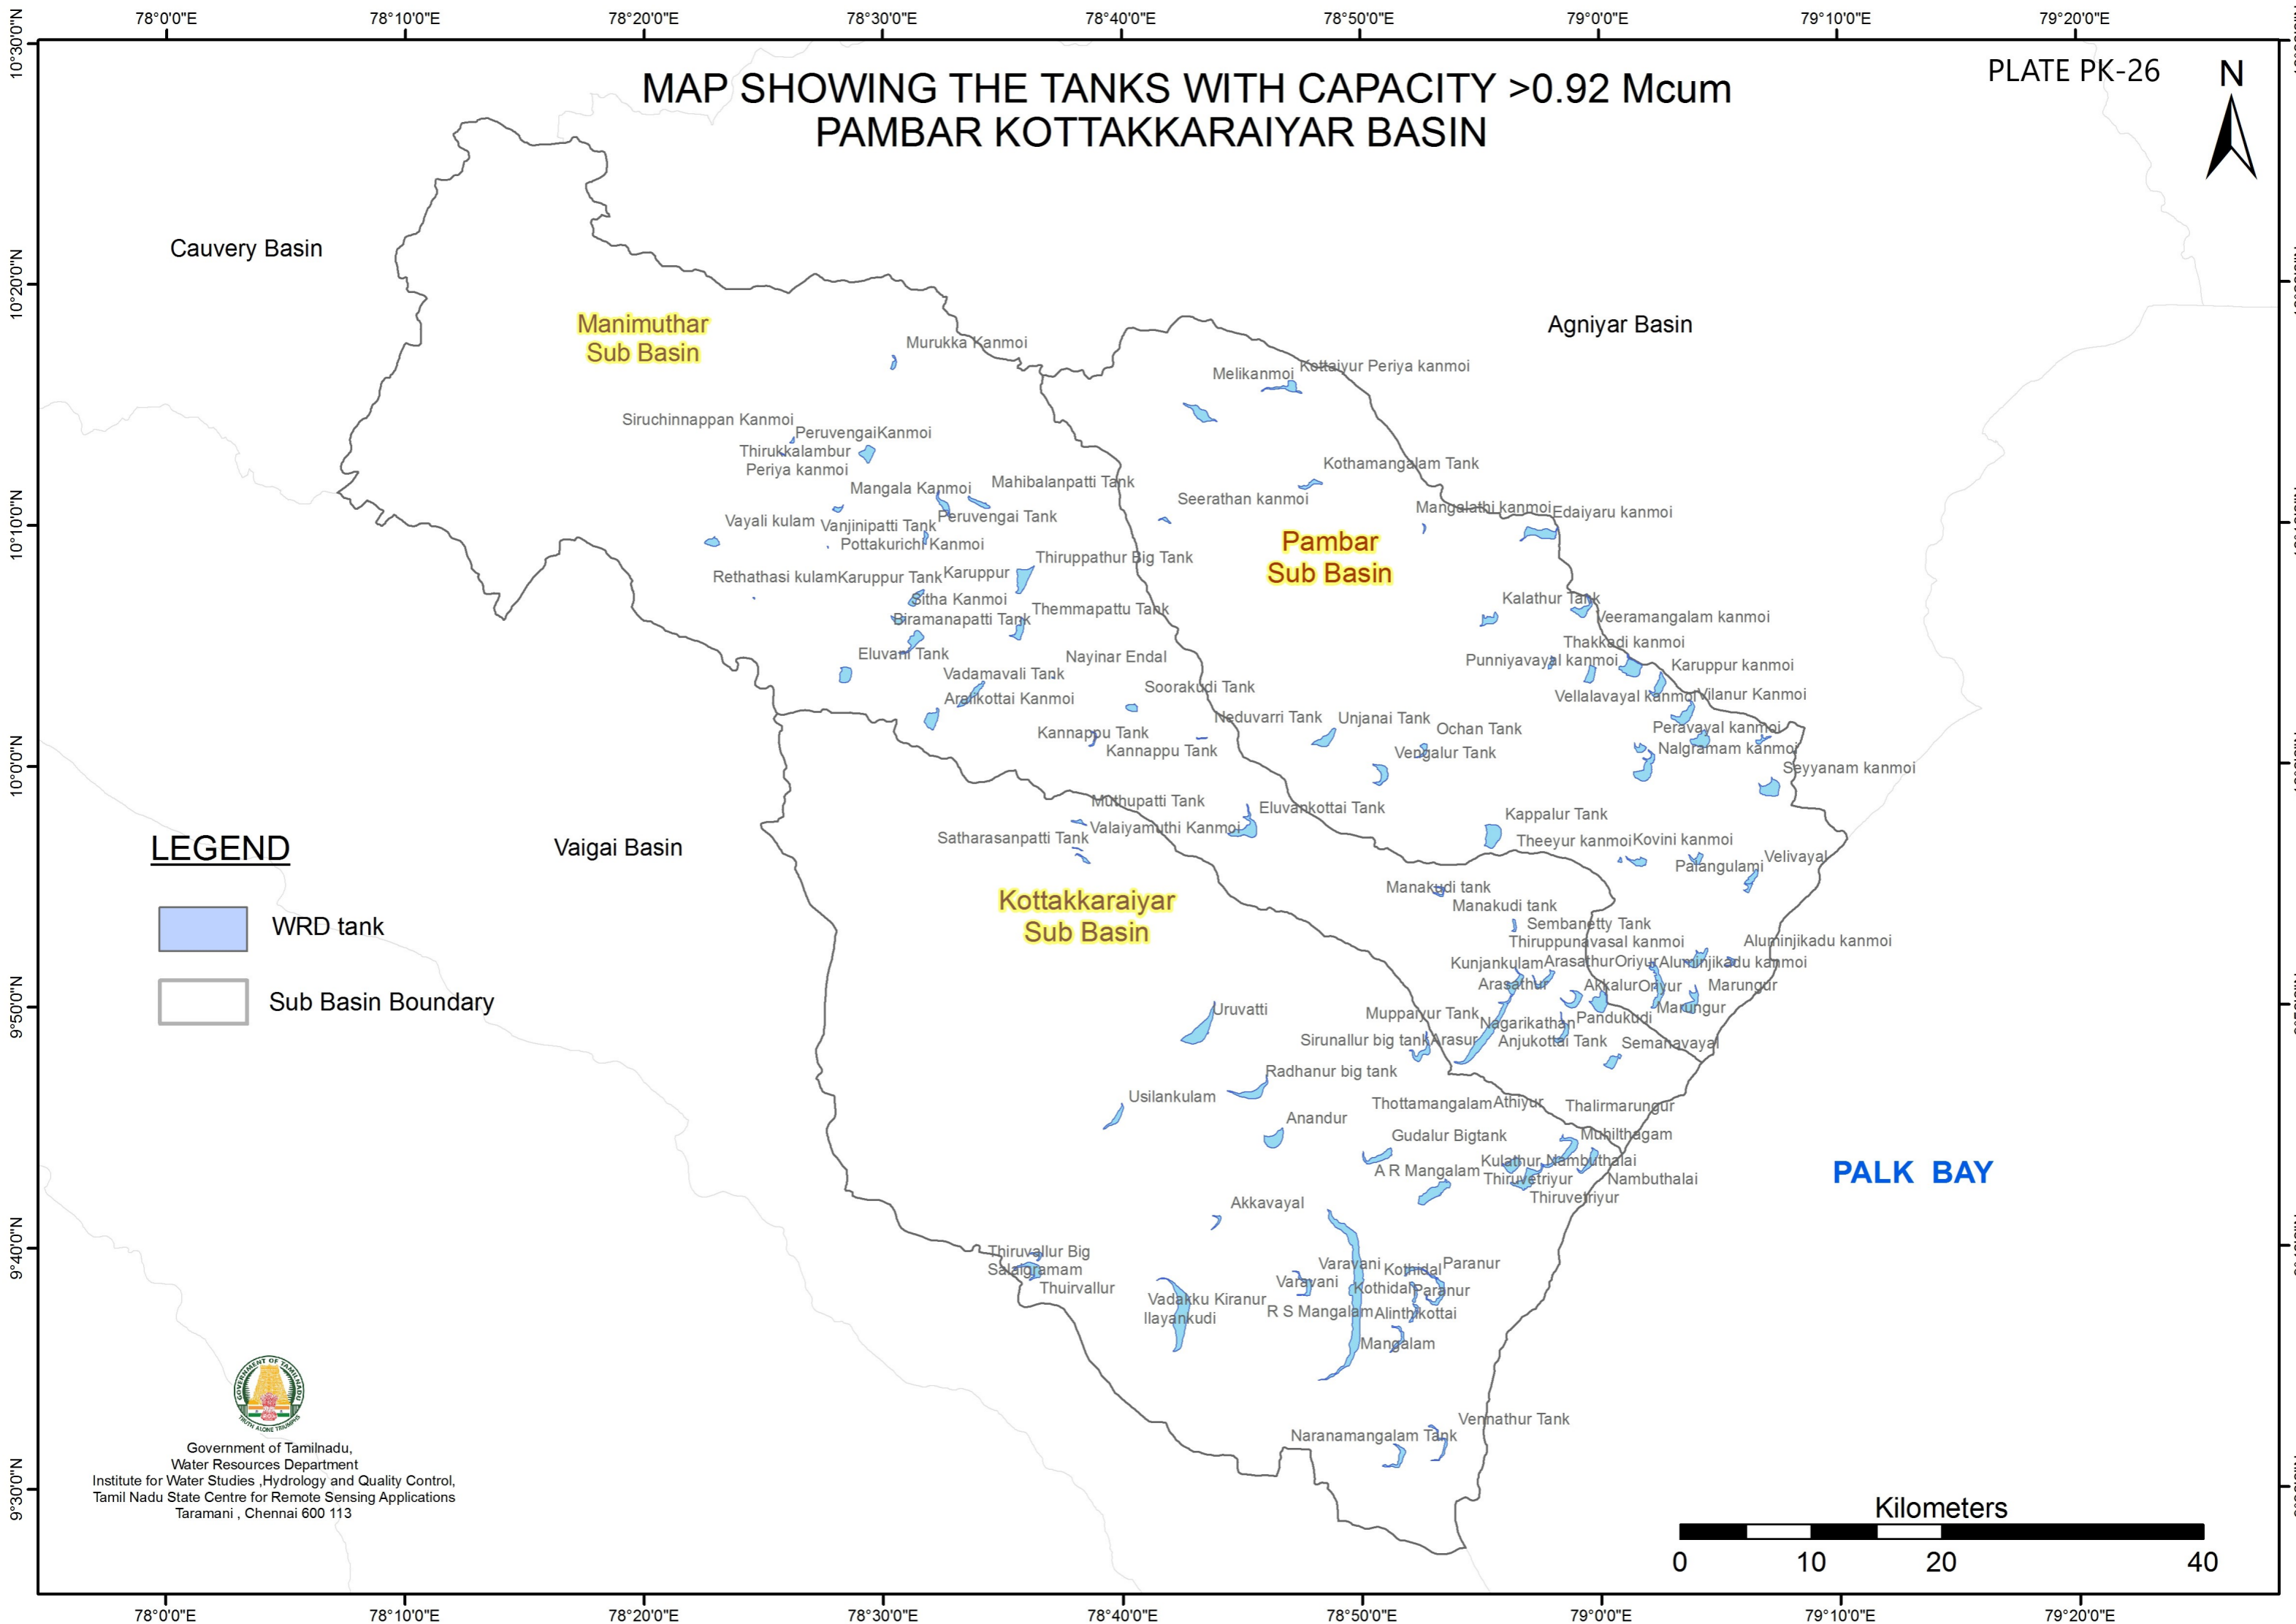 78°0'0"E
78°10'0"E
78°20'0"E
78°30'0"E
78°40'0"E
78°50'0"E
79°0'0"E
79°10'0"E
79°20'0"E
10°30'0"N
10°20'0"N
10°10'0"N
10°0'0"N
9°50'0"N
9°40'0"N
9°30'0"N
PLATE PK-26
N
MAP SHOWING THE TANKS WITH CAPACITY >0.92 Mcum
PAMBAR KOTTAKKARAIYAR BASIN
Cauvery Basin
Agniyar Basin
Manimuthar
Sub Basin
Murukka Kanmoi
Melikanmoi
Kottaiyur Periya kanmoi
Siruchinnappan Kanmoi
PeruvengaiKanmoi
Thirukkalambur
Periya kanmoi
Kothamangalam Tank
Mangala Kanmoi
Mahibalanpatti Tank
Seerathan kanmoi
Mangalathi kanmoi
Edaiyaru kanmoi
Vayali kulam
Vanjinipatti Tank
Peruvengai Tank
Pottakurichi Kanmoi
Pambar
Sub Basin
Thiruppathur Big Tank
Rethathasi kulam
Karuppur Tank
Karuppur
Sitha Kanmoi
Themmapattu Tank
Biramanapatti Tank
Kalathur Tank
Veeramangalam kanmoi
Thakkadi kanmoi
Eluvani Tank
Nayinar Endal
Punniyavayal kanmoi
Karuppur kanmoi
Vadamavali Tank
Soorakudi Tank
Aralikottai Kanmoi
Vellalavayal kanmoi
Vilanur Kanmoi
Neduvarri Tank
Unjanai Tank
Ochan Tank
Peravayal kanmoi
Kannappu Tank
Kannappu Tank
Vengalur Tank
Nalgramam kanmoi
Seyyanam kanmoi
Muthupatti Tank
Eluvankottai Tank
Kappalur Tank
Valaiyamuthi Kanmoi
Satharasanpatti Tank
Theeyur kanmoi
Kovini kanmoi
Palangulami
Velivayal
LEGEND
WRD tank
Sub Basin Boundary
Vaigai Basin
Kottakkaraiyar
Sub Basin
Manakudi tank
Manakudi tank
Sembanetty Tank
Thiruppunavasal kanmoi
Aluminjikadu kanmoi
Kunjankulam
Arasathur
Oriyur
Aluminjikadu kanmoi
Arasathur
Akkalur
Oriyur
Marungur
Marungur
Uruvatti
Muppaiyur Tank
Nagarikathan
Pandukudi
Sirunallur big tank
Arasur
Anjukottai Tank
Semanavayal
Radhanur big tank
Usilankulam
Thottamangalam
Athiyur
Thalirmarungur
Anandur
Gudalur Bigtank
Muhilthagam
Kulathur
Nambuthalai
A R Mangalam
Thiruvetriyur
Nambuthalai
Thiruvetriyur
PALK BAY
Akkavayal
Thiruvallur Big
Salaigramam
Thuirvallur
Varavani
Kothidal
Paranur
Varavani
Kothidal
Paranur
Vadakku Kiranur
Ilayankudi
R S Mangalam
Alinthikottai
Mangalam
Vennathur Tank
Naranamangalam Tank
GOVERNMENT OF TAMILNADU
TRUTH ALONE TRIUMPHS
Government of Tamilnadu,
Water Resources Department
Institute for Water Studies ,Hydrology and Quality Control,
Tamil Nadu State Centre for Remote Sensing Applications
Taramani , Chennai 600 113
Kilometers
0
10
20
40
78°0'0"E
78°10'0"E
78°20'0"E
78°30'0"E
78°40'0"E
78°50'0"E
79°0'0"E
79°10'0"E
79°20'0"E